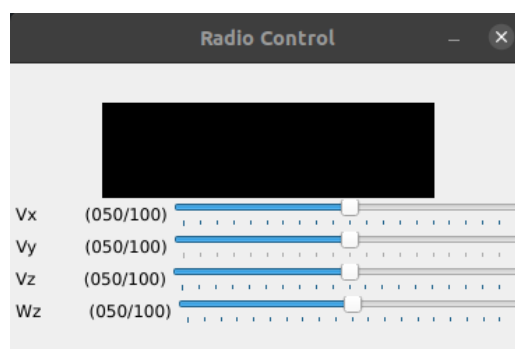 Radio Control
Vx (050/100)
Vy (050/100)
Vz (050/100)
Wz (050/100)